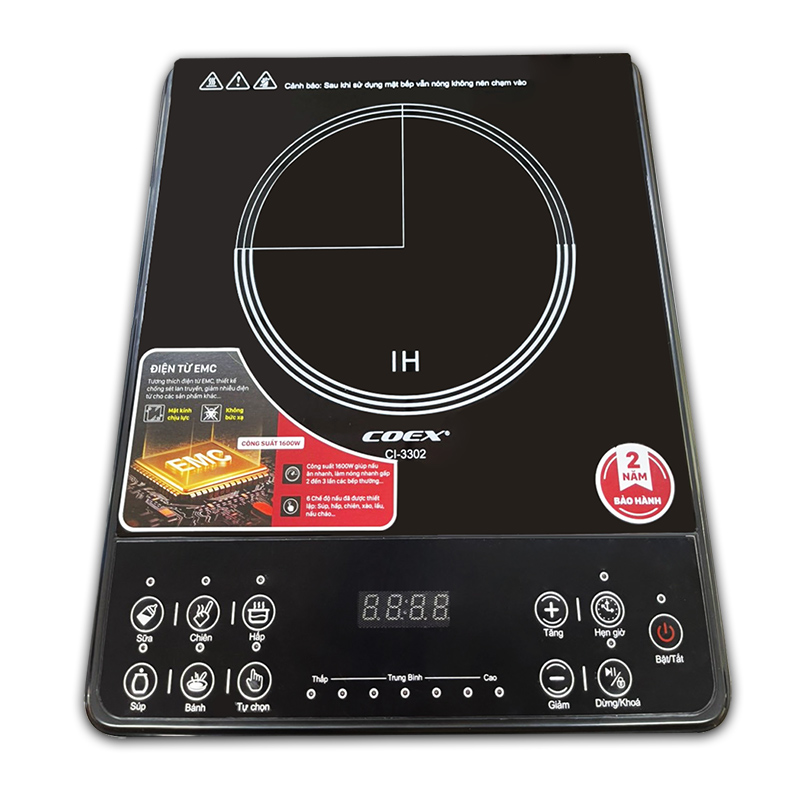 Cảnh báo: Sau khi sử dụng mặt bếp vẫn nóng không nên chạm vào
IH
COEX®
CI-3302
ĐIỆN TỪ EMC
Tương thích điện từ EMC, thiết kế
chống sét lan truyền, giảm nhiễu điện
từ cho các sản phẩm khác...
Mặt kính
chịu lực
Không
bức xạ
CÔNG SUẤT 1600W
EMC
Công suất 1600W giúp nấu
ăn nhanh, làm nóng nhanh gấp
2 đến 3 lần các bếp thường...
6 Chế độ nấu đã được thiết
lập: Súp, hấp, chiên, xào, lẩu,
nấu cháo...
2
NĂM
BẢO HÀNH
Sữa
Chiên
Hấp
Súp
Bánh
Tự chọn
88:88
Thấp
Trung Bình
Cao
Tăng
Hẹn giờ
Bật/Tắt
Giảm
Dừng/Khoá